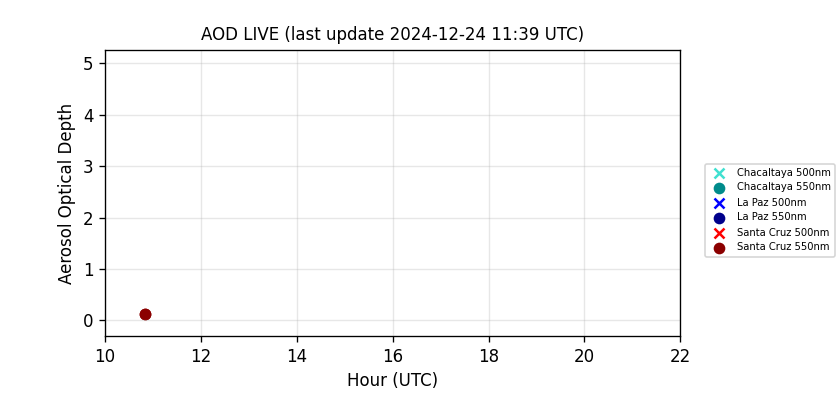 AOD LIVE (last update 2024-12-24 11:39 UTC)
5
4
3
2
1
0
Aerosol Optical Depth
10 12 14 16 18 20 22
Hour (UTC)
Chacaltaya 500nm
Chacaltaya 550nm
La Paz 500nm
La Paz 550nm
Santa Cruz 500nm
Santa Cruz 550nm